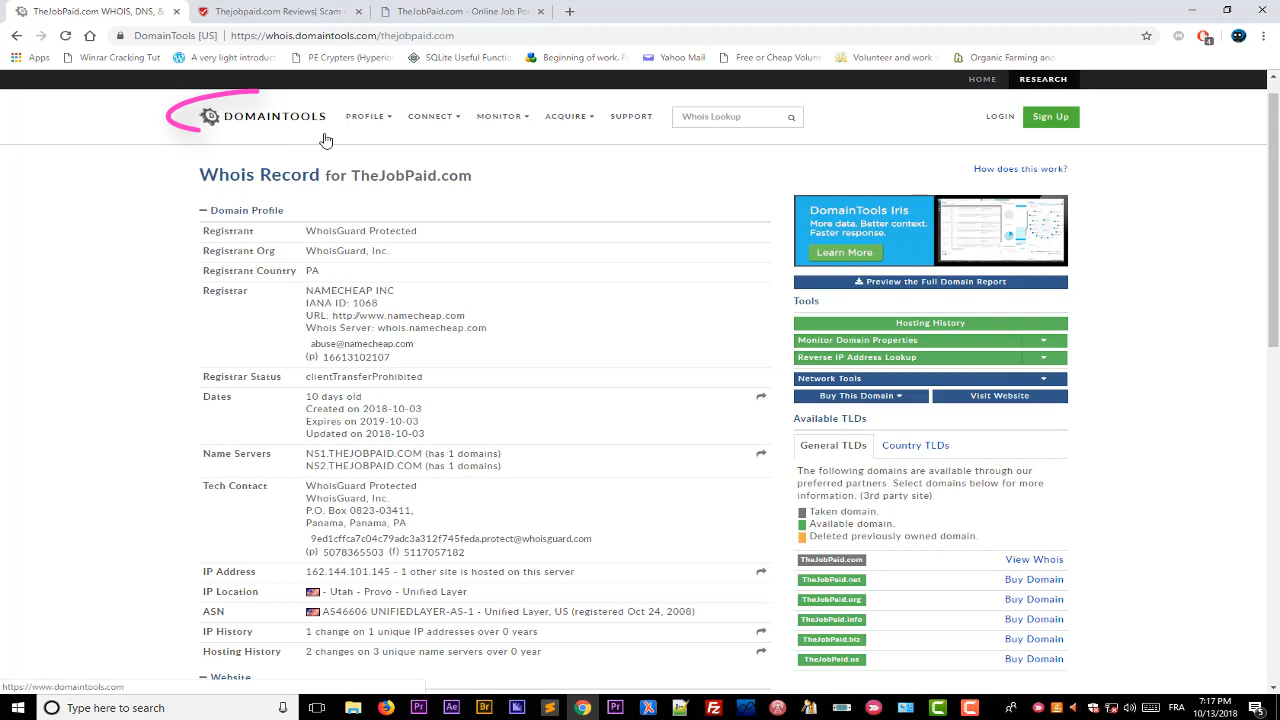 TheJobPaid.com WHOIS, DNS, &
Thejobpaid.com Reviews| Scam
TheJobPaid.com - Online Job Por
DomainTools [US] | https://whois.domaintools.com/thejobpaid.com
Apps
Winrar Cracking Tut
A very light introduct
PE Crypters (Hyperior
SQLite Useful Functio
Beginning of work. Fo
Yahoo Mail
Free or Cheap Volunt
Volunteer and work i
Organic Farming and
HOME RESEARCH
DOMAINTOOLS
CONNECT MONITOR ACQUIRE SUPPORT
Whois Lookup
LOGIN Sign Up
Whois Record for TheJobPaid.com
How does this work?
Domain Profile
Registrant WhoisGuard Protected
Registrant Org WhoisGuard, Inc.
Registrant Country PA
Registrar NAMECHEAP INC
IANA ID: 1068
URL: http://www.namecheap.com
Whois Server: whois.namecheap.com
abuse@namecheap.com
(p)
Registrar Status clientTransferProhibited
Dates 10 days old
Created on 2018-10-03
Expires on 2019-10-03
Updated on 2018-10-03
Name Servers NS1.THEJOBPAID.COM (has 1 domains)
NS2.THEJOBPAID.COM (has 1 domains)
Tech Contact WhoisGuard Protected
WhoisGuard, Inc.
P.O. Box 0823-03411,
Panama, Panama, PA
9ed1cffca7c04c79adc3a312f745feda.protect@whoisguard.com
(p) 5078365503 (f) 5117057182
IP Address - 1 other site is hosted on this server
IP Location - Utah - Provo - Unified Layer
ASN UNIFIEDLAYER-AS-1 - Unified Layer, US (registered Oct 24, 2008)
IP History 1 change on 1 unique IP addresses over 0 years
Hosting History 2 changes on 3 unique name servers over 0 year
Website
DomainTools Iris
More data. Better context.
Faster response.
Learn More
Preview the Full Domain Report
Tools
Hosting History
Monitor Domain Properties
Reverse IP Address Lookup
Network Tools
Buy This Domain Visit Website
Available TLDs
General TLDs Country TLDs
The following domains are available through our
preferred partners. Select domains below for more
information. (3rd party site)
Taken domain.
Available domain.
Deleted previously owned domain.
TheJobPaid.com View Whois
TheJobPaid.net Buy Domain
TheJobPaid.org Buy Domain
TheJobPaid.info Buy Domain
TheJobPaid.biz Buy Domain
TheJobPaid.us Buy Domain
https://www.domaintools.com
Type here to search
FRA
7:17 PM
10/13/2018